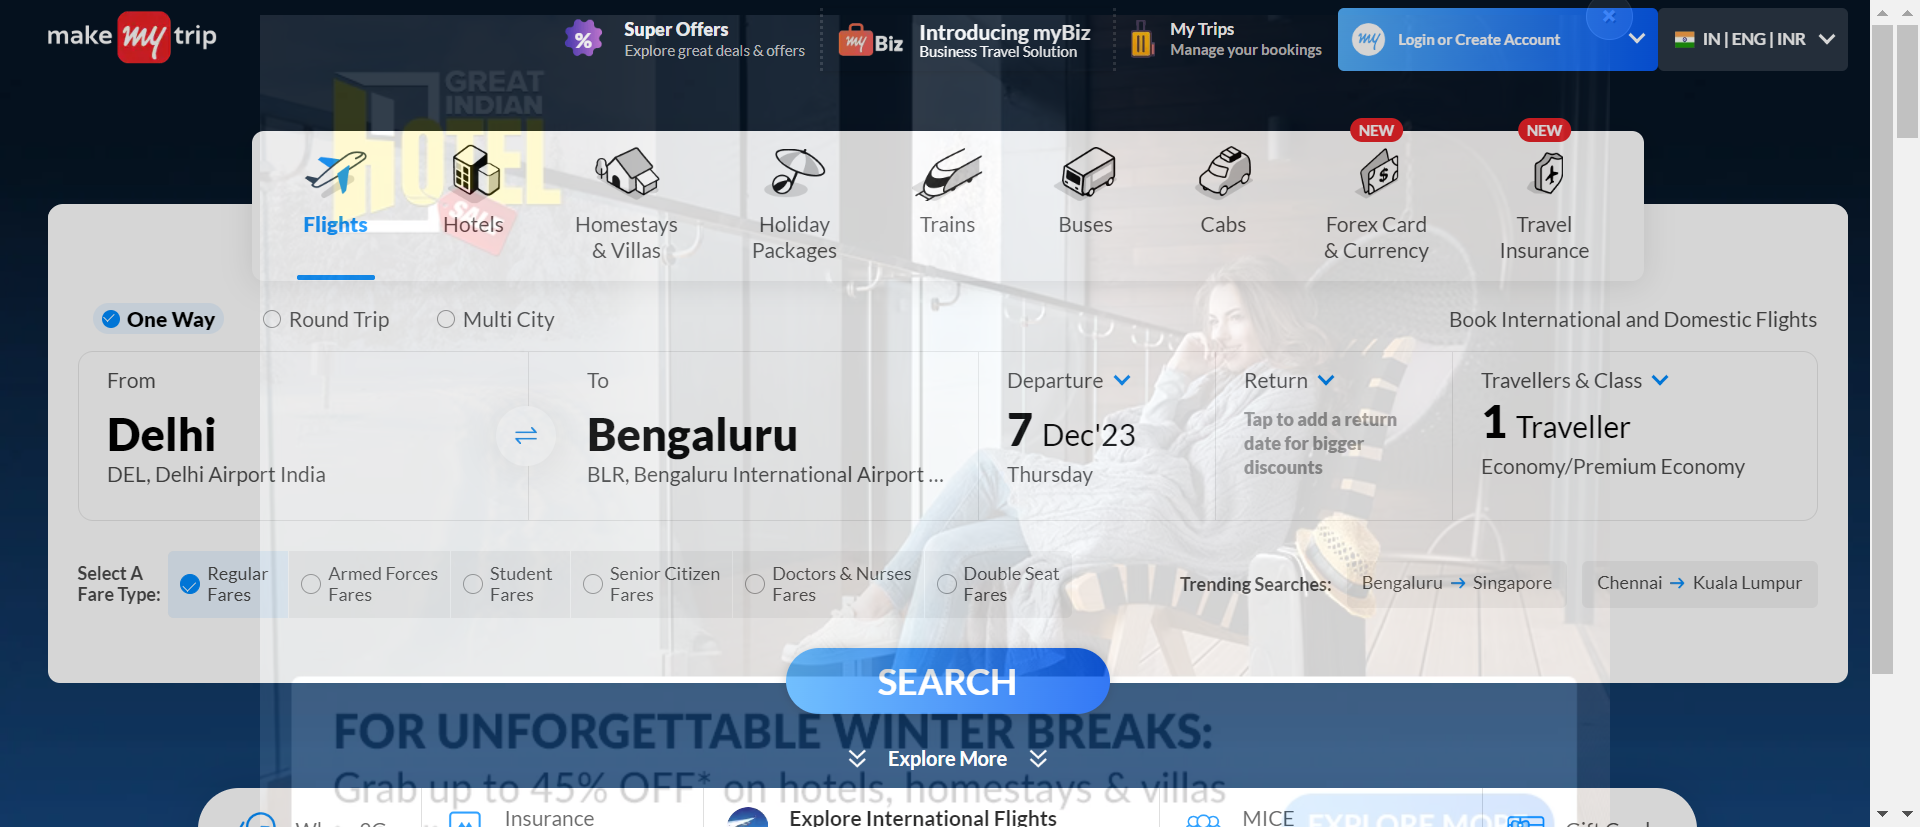 make my trip
Super Offers
Explore great deals & offers
my Biz
Introducing myBiz
Business Travel Solution
My Trips
Manage your bookings
my
Login or Create Account
IN | ENG | INR
GREAT
INDIAN
HOTEL
SALE
Flights
Hotels
Homestays
& Villas
Holiday
Packages
Trains
Buses
Cabs
NEW
Forex Card
& Currency
NEW
Travel
Insurance
One Way
Round Trip
Multi City
Book International and Domestic Flights
From
Delhi
DEL, Delhi Airport India
To
Bengaluru
BLR, Bengaluru International Airport ...
Departure
7 Dec'23
Thursday
Return
Tap to add a return
date for bigger
discounts
Travellers & Class
1 Traveller
Economy/Premium Economy
Select A
Fare Type:
Regular
Fares
Armed Forces
Fares
Student
Fares
Senior Citizen
Fares
Doctors & Nurses
Fares
Double Seat
Fares
Trending Searches:
Bengaluru → Singapore
Chennai → Kuala Lumpur
SEARCH
FOR UNFORGETTABLE WINTER BREAKS:
Explore More
Grab up to 45% OFF* on hotels, homestays & villas
Insurance
Explore International Flights
MICE
EXPLORE